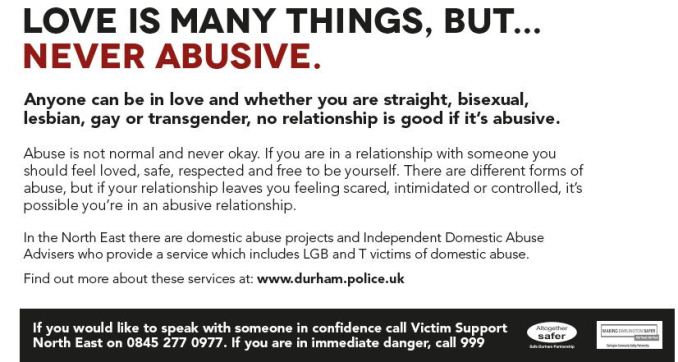 LOVE IS MANY THINGS, BUT...
NEVER ABUSIVE.
Anyone can be in love and whether you are straight, bisexual,
lesbian, gay or transgender, no relationship is good if it's abusive.
Abuse is not normal and never okay. If you are in a relationship with someone you
should feel loved, safe, respected and free to be yourself. There are different forms of
abuse, but if your relationship leaves you feeling scared, intimidated or controlled, it's
possible you're in an abusive relationship.
In the North East there are domestic abuse projects and Independent Domestic Abuse
Advisers who provide a service which includes LGB and T victims of domestic abuse.
Find out more about these services at: www.durham.police.uk
If you would like to speak with someone in confidence call Victim Support
North East on 0845 277 0977. If you are in immediate danger, call 999
Altogether
safer
Safe Durham Partnership
MAKING DARLINGTON SAFER